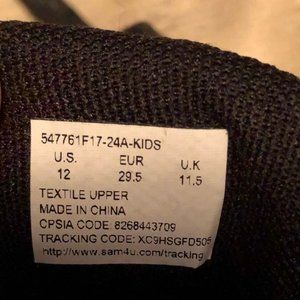 547761F17-24A-KIDS
U.S. EUR U.K
12 29.5 11.5
TEXTILE UPPER
MADE IN CHINA
CPSIA CODE: 8268443709
TRACKING CODE: XC9HSGFD505
http://www.sam4u.com/tracking